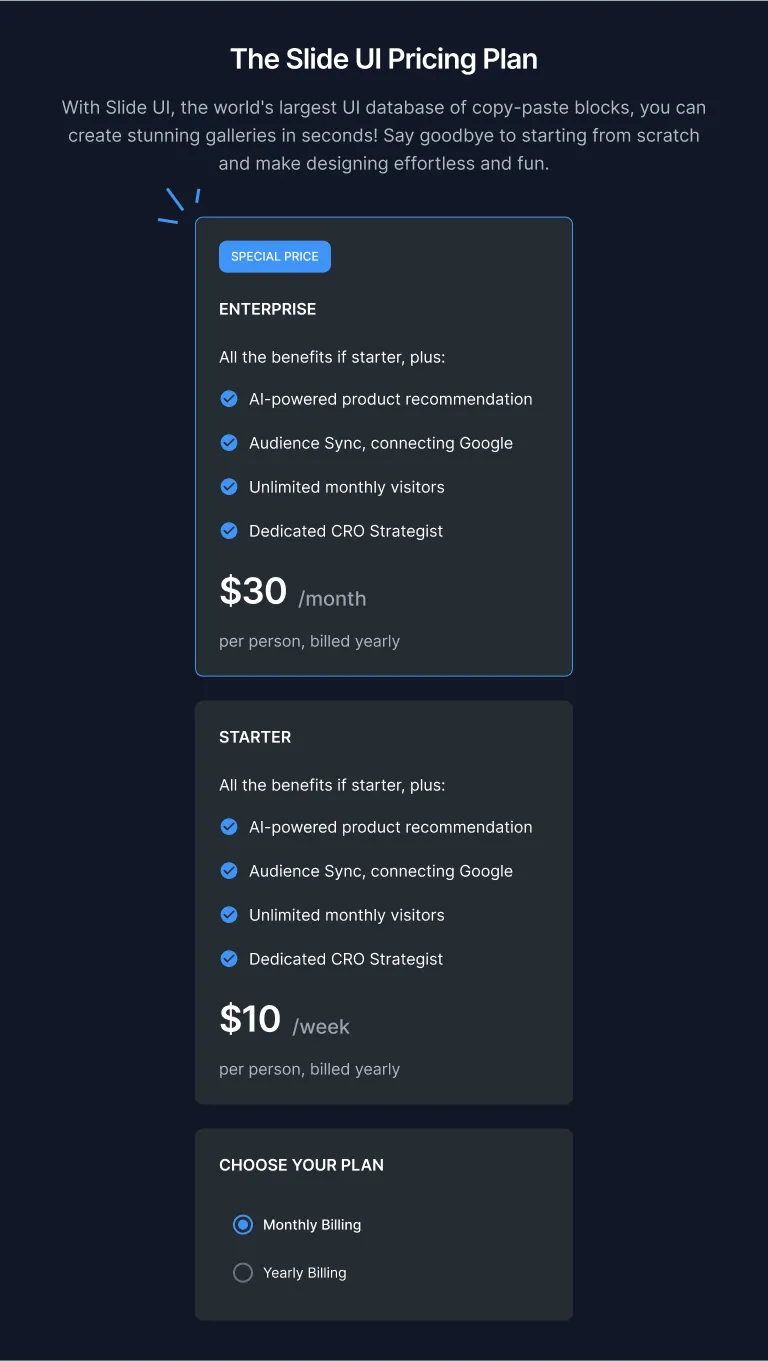 The Slide UI Pricing Plan
With Slide UI, the world's largest UI database of copy-paste blocks, you can
create stunning galleries in seconds! Say goodbye to starting from scratch
and make designing effortless and fun.
SPECIAL PRICE
ENTERPRISE
All the benefits if starter, plus:
AI-powered product recommendation
Audience Sync, connecting Google
Unlimited monthly visitors
Dedicated CRO Strategist
$30 /month
per person, billed yearly
STARTER
All the benefits if starter, plus:
AI-powered product recommendation
Audience Sync, connecting Google
Unlimited monthly visitors
Dedicated CRO Strategist
$10 /week
per person, billed yearly
CHOOSE YOUR PLAN
Monthly Billing
Yearly Billing